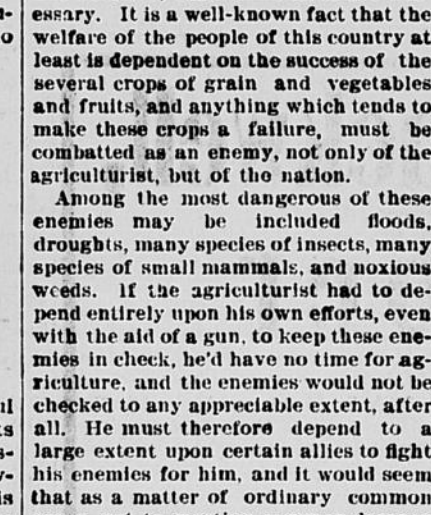 essary. It is a well-known fact that the
welfare of the people of this country at
least is dependent on the success of the
several crops of grain and vegetables
and fruits, and anything which tends to
make these crops a failure, must be
combatted as an enemy, not only of the
agriculturist, but of the nation.
Among the most dangerous of these
enemies may be included floods,
droughts, many species of insects, many
species of small mammals, and noxious
weeds. If the agriculturist had to de-
pend entirely upon his own efforts, even
with the aid of a gun, to keep these ene-
mies in check, he'd have no time for ag-
riculture, and the enemies would not be
checked to any appreciable extent, after
all. He must therefore depend to a
large extent upon certain allies to fight
his enemies for him, and it would seem
that as a matter of ordinary common